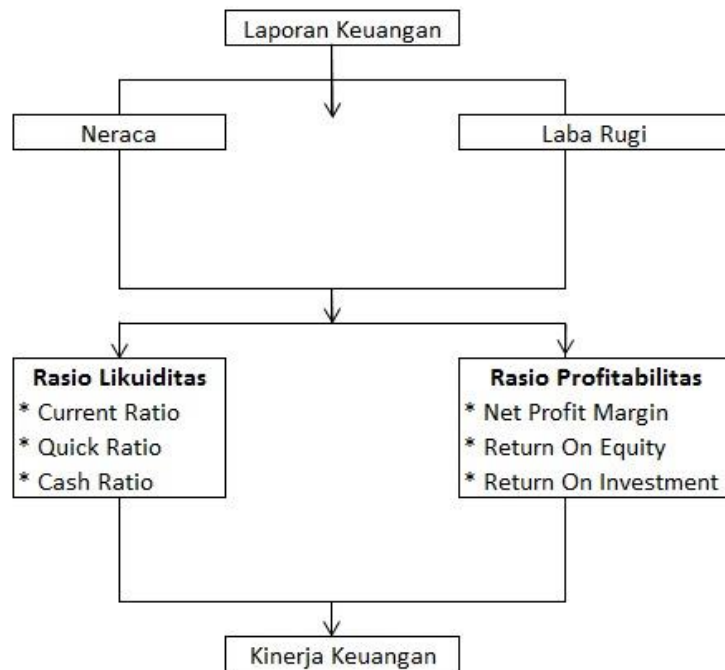 Laporan Keuangan
Neraca
Laba Rugi
Rasio Likuiditas
* Current Ratio
* Quick Ratio
* Cash Ratio
Rasio Profitabilitas
* Net Profit Margin
* Return On Equity
* Return On Investment
Kinerja Keuangan